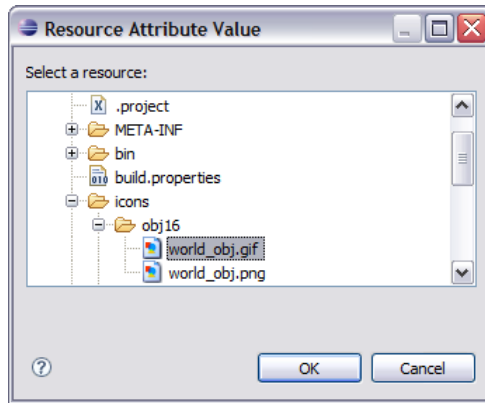 Resource Attribute Value
Select a resource:
.project
META-INF
bin
build.properties
icons
obj16
world_obj.gif
world_obj.png
OK
Cancel